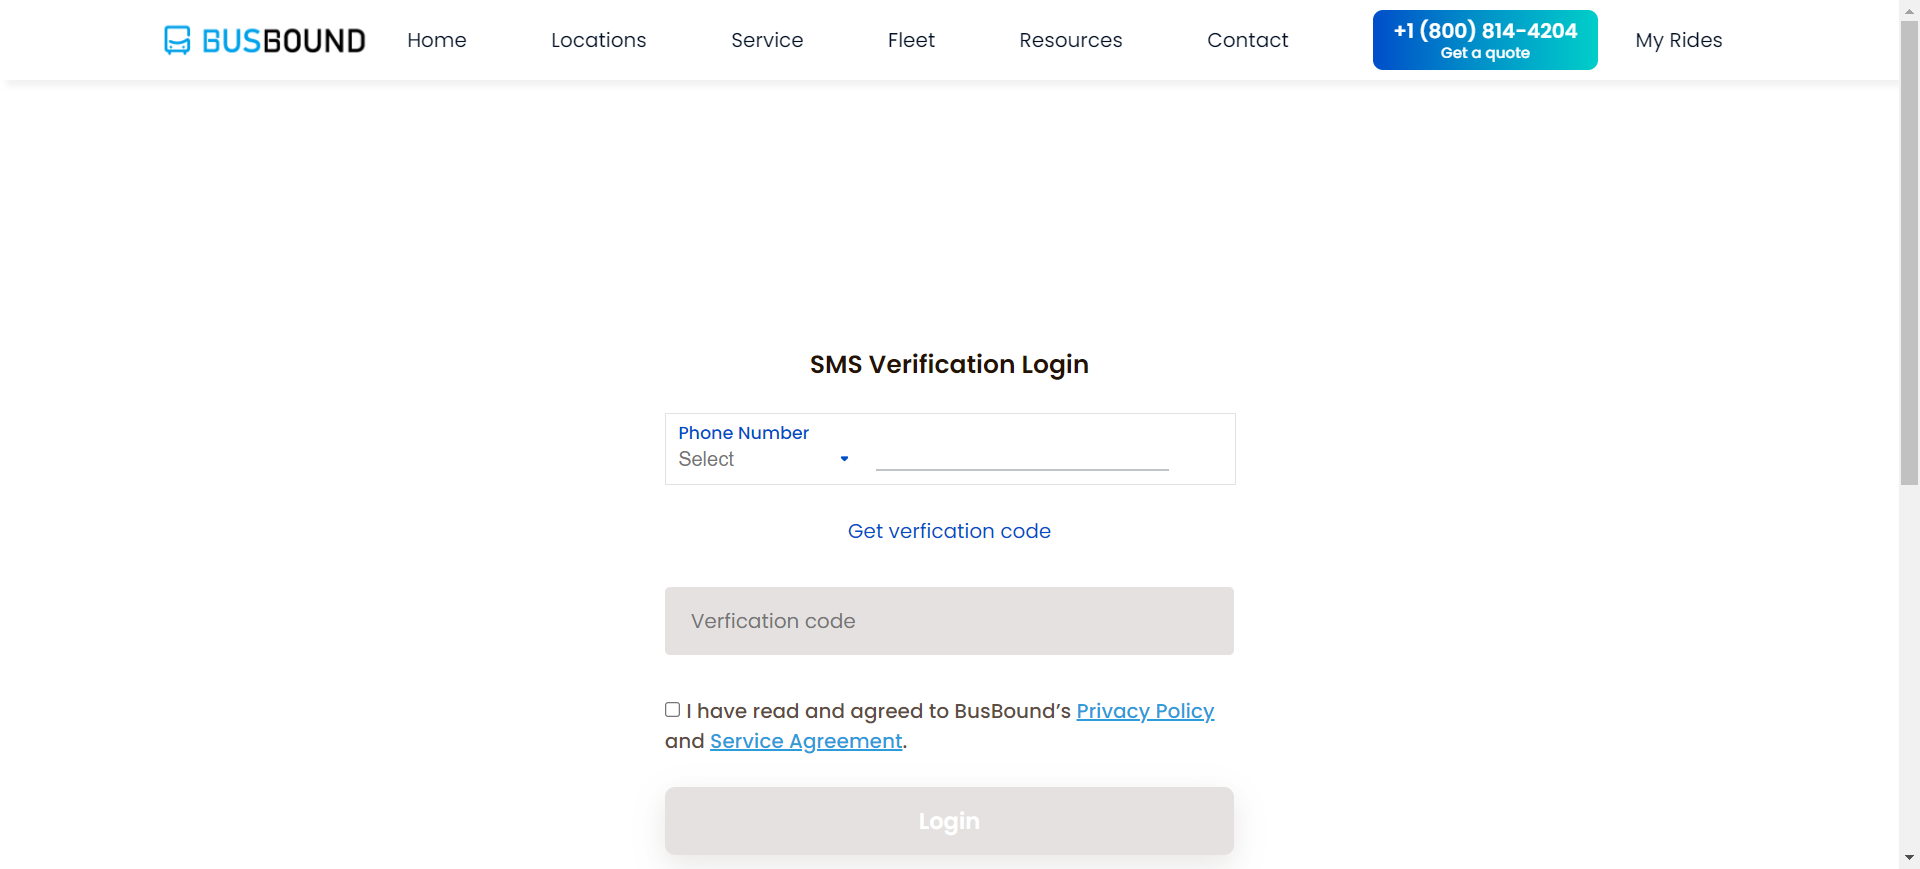 BUSBOUND
Home
Locations
Service
Fleet
Resources
Contact
+1 (800) 814-4204
Get a quote
My Rides
SMS Verification Login
Phone Number
Select
Get verfication code
Verfication code
I have read and agreed to BusBound’s Privacy Policy
and Service Agreement.
Login